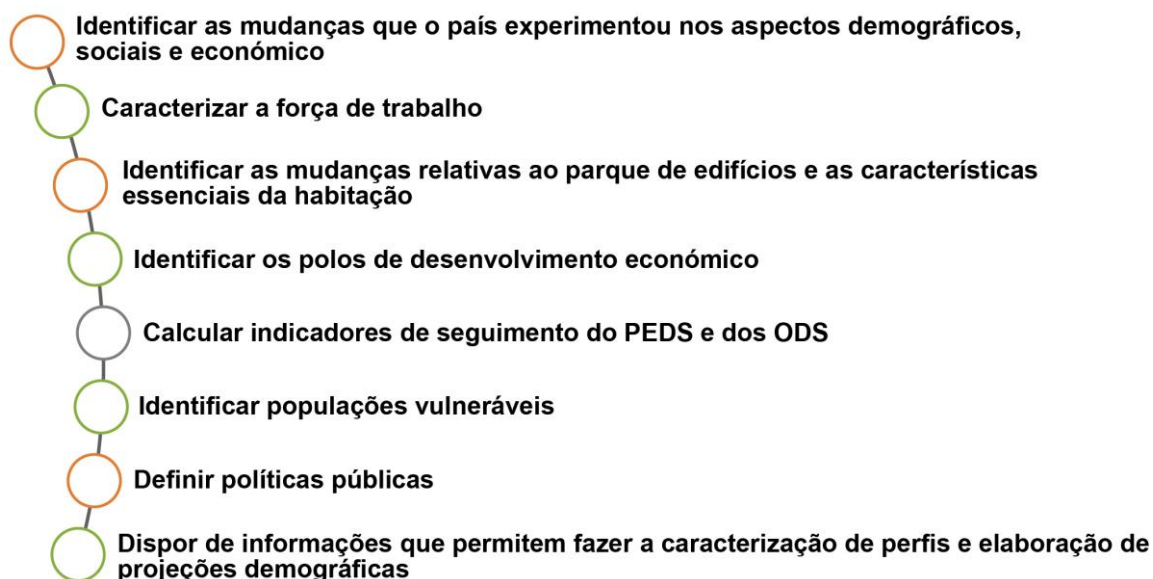 Identificar as mudanças que o país experimentou nos aspectos demográficos,
sociais e económico
Caracterizar a força de trabalho
Identificar as mudanças relativas ao parque de edifícios e as características
essenciais da habitação
Identificar os polos de desenvolvimento económico
Calcular indicadores de seguimento do PEDS e dos ODS
Identificar populações vulneráveis
Definir políticas públicas
Dispor de informações que permitem fazer a caracterização de perfis e elaboração de
projeções demográficas